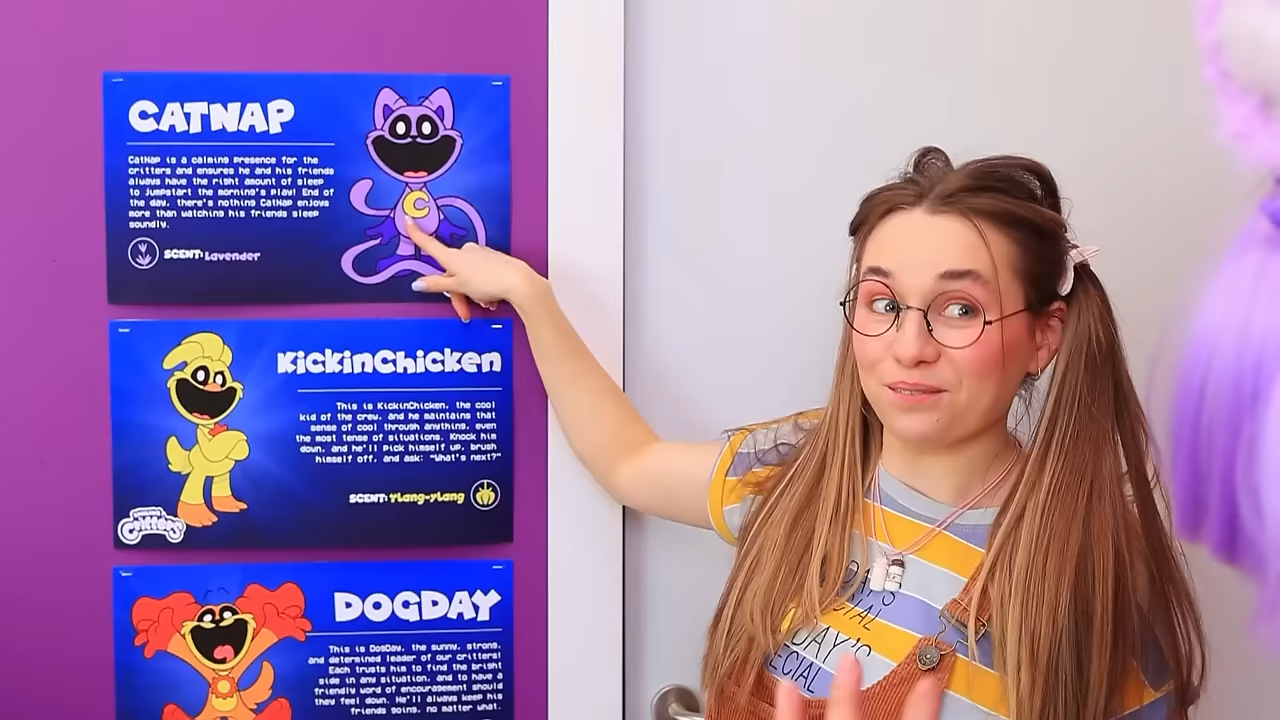 CATNAP
CatNap is a calming presence for the
critters and ensures he and his friends
always have the right amount of sleep
to jumpstart the morning's play! End of
the day, there's nothing CatNap enjoys
more than watching his friends sleep
soundly.
SCENT: Lavender
C
KickinChicken
This is KickinChicken, the cool
kid of the crew, and he maintains that
sense of cool through anything, even
the most tense of situations. Knock him
down, and he'll pick himself up, brush
himself off, and ask: "What's next?"
SCENT: Ylang-ylang
Smiling
Critters
DOGDAY
This is DogDay, the sunny, strong,
and determined leader of our critters!
Each trusts him to find the bright
side in any situation, and to have a
friendly word of encouragement should
they feel down. He'll always keep his
friends going, no matter what.
DAY'S
CIAL
DAY'S
ECIAL